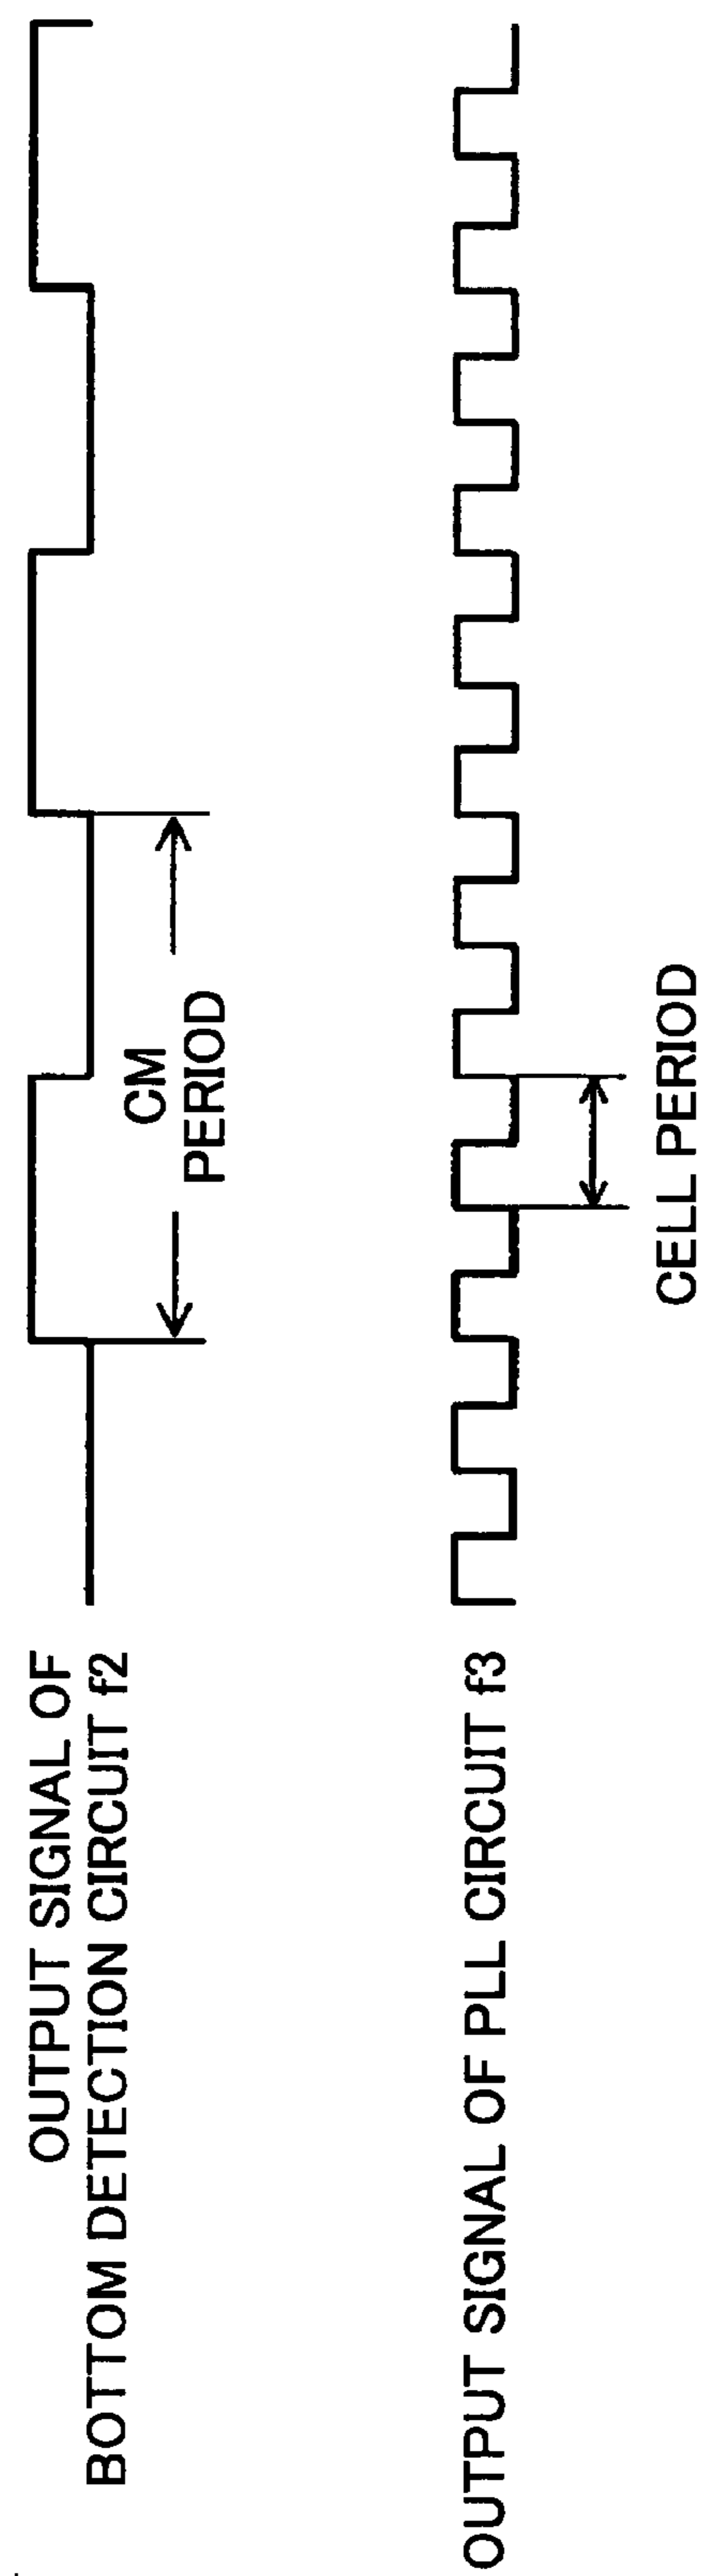 OUTPUT SIGNAL OF
BOTTOM DETECTION CIRCUIT f2
CM
PERIOD
OUTPUT SIGNAL OF PLL CIRCUIT f3
CELL PERIOD